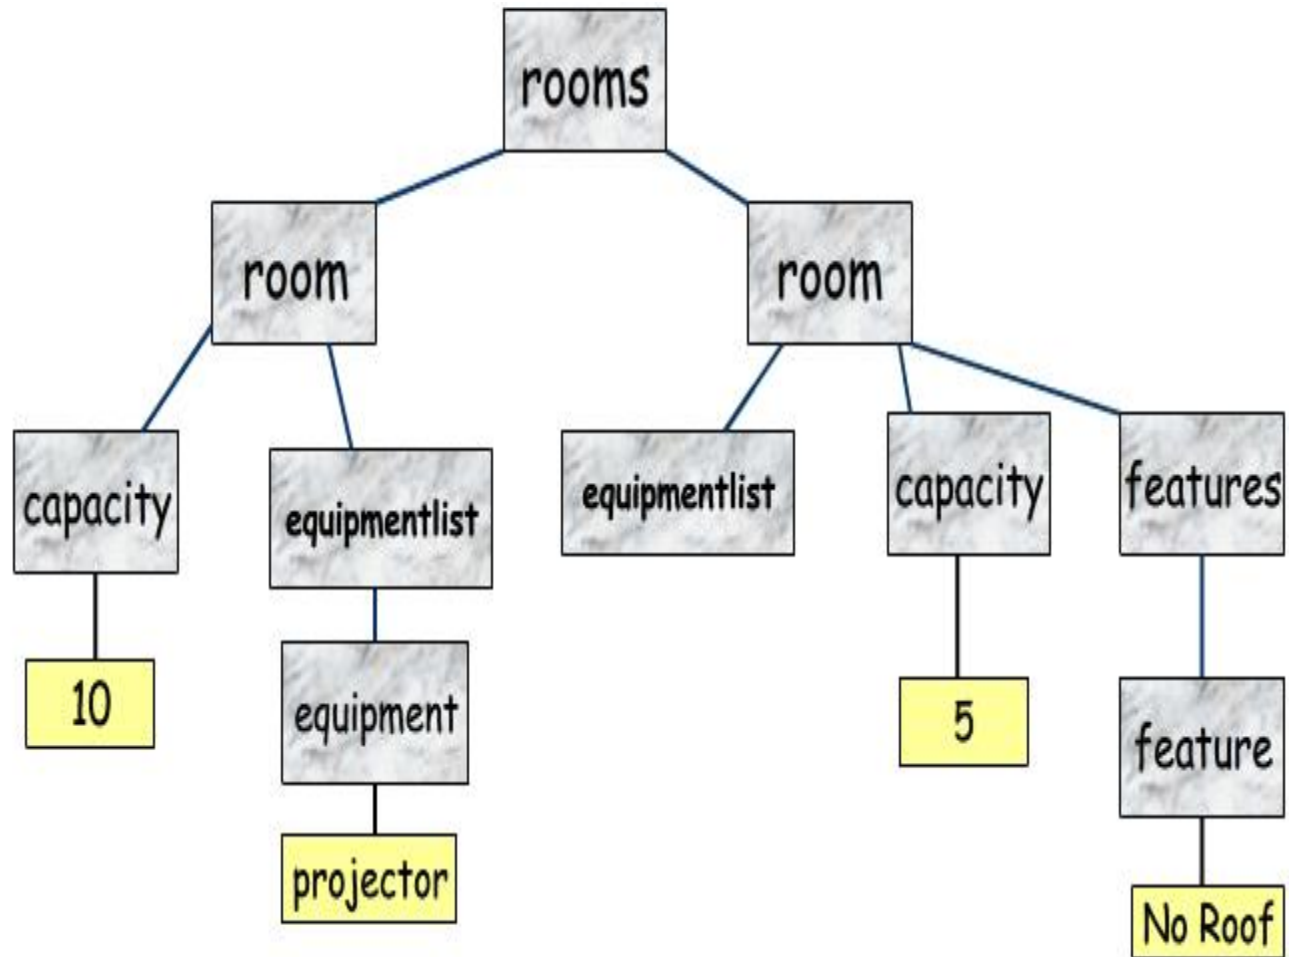 rooms
room
room
capacity
equipmentlist
equipmentlist
capacity
features
10
equipment
5
feature
projector
No Roof